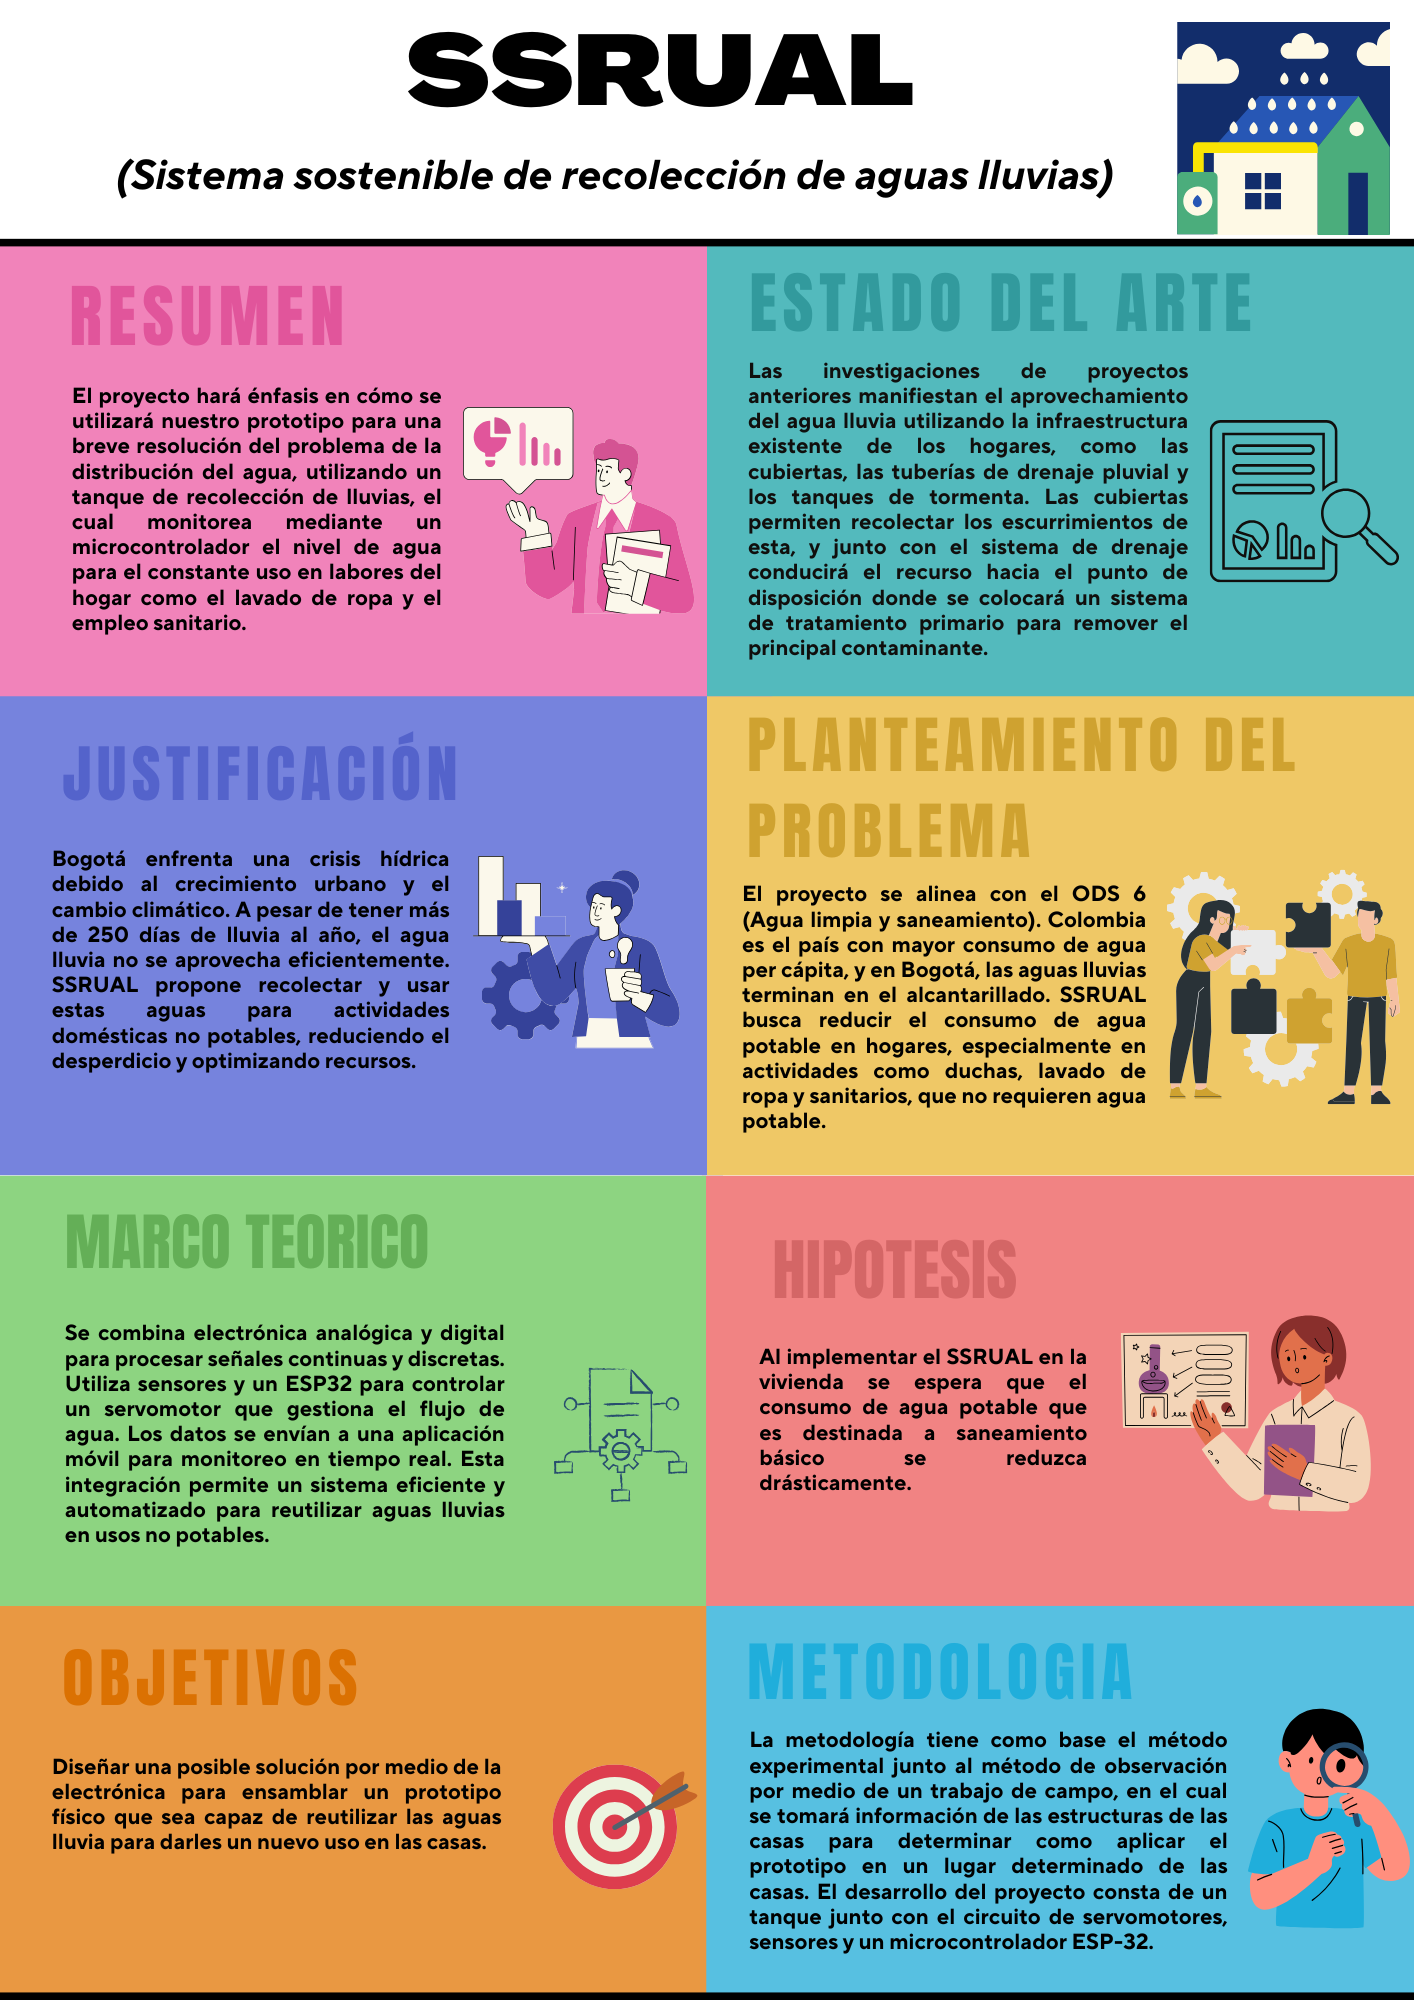 SSRUAL
(Sistema sostenible de recolección de aguas lluvias)
RESUMEN
El proyecto hará énfasis en cómo se
utilizará nuestro prototipo para una
breve resolución del problema de la
distribución del agua, utilizando un
tanque de recolección de lluvias, el
cual monitorea mediante un
microcontrolador el nivel de agua
para el constante uso en labores del
hogar como el lavado de ropa y el
empleo sanitario.
ESTADO DEL ARTE
Las investigaciones de proyectos
anteriores manifiestan el aprovechamiento
del agua lluvia utilizando la infraestructura
existente de los hogares, como las
cubiertas, las tuberías de drenaje pluvial y
los tanques de tormenta. Las cubiertas
permiten recolectar los escurrimientos de
esta, y junto con el sistema de drenaje
conducirá el recurso hacia el punto de
disposición donde se colocará un sistema
de tratamiento primario para remover el
principal contaminante.
JUSTIFICACIÓN
Bogotá enfrenta una crisis hídrica
debido al crecimiento urbano y el
cambio climático. A pesar de tener más
de 250 días de lluvia al año, el agua
lluvia no se aprovecha eficientemente.
SSRUAL propone recolectar y usar
estas aguas para actividades
domésticas no potables, reduciendo el
desperdicio y optimizando recursos.
PLANTEAMIENTO DEL
PROBLEMA
El proyecto se alinea con el ODS 6
(Agua limpia y saneamiento). Colombia
es el país con mayor consumo de agua
per cápita, y en Bogotá, las aguas lluvias
terminan en el alcantarillado. SSRUAL
busca reducir el consumo de agua
potable en hogares, especialmente en
actividades como duchas, lavado de
ropa y sanitarios, que no requieren agua
potable.
MARCO TEORICO
Se combina electrónica analógica y digital
para procesar señales continuas y discretas.
Utiliza sensores y un ESP32 para controlar
un servomotor que gestiona el flujo de
agua. Los datos se envían a una aplicación
móvil para monitoreo en tiempo real. Esta
integración permite un sistema eficiente y
automatizado para reutilizar aguas lluvias
en usos no potables.
HIPOTESIS
Al implementar el SSRUAL en la
vivienda se espera que el
consumo de agua potable que
es destinada a saneamiento
básico se reduzca
drásticamente.
OBJETIVOS
Diseñar una posible solución por medio de la
electrónica para ensamblar un prototipo
físico que sea capaz de reutilizar las aguas
lluvia para darles un nuevo uso en las casas.
METODOLOGIA
La metodología tiene como base el método
experimental junto al método de observación
por medio de un trabajo de campo, en el cual
se tomará información de las estructuras de las
casas para determinar como aplicar el
prototipo en un lugar determinado de las
casas. El desarrollo del proyecto consta de un
tanque junto con el circuito de servomotores,
sensores y un microcontrolador ESP-32.